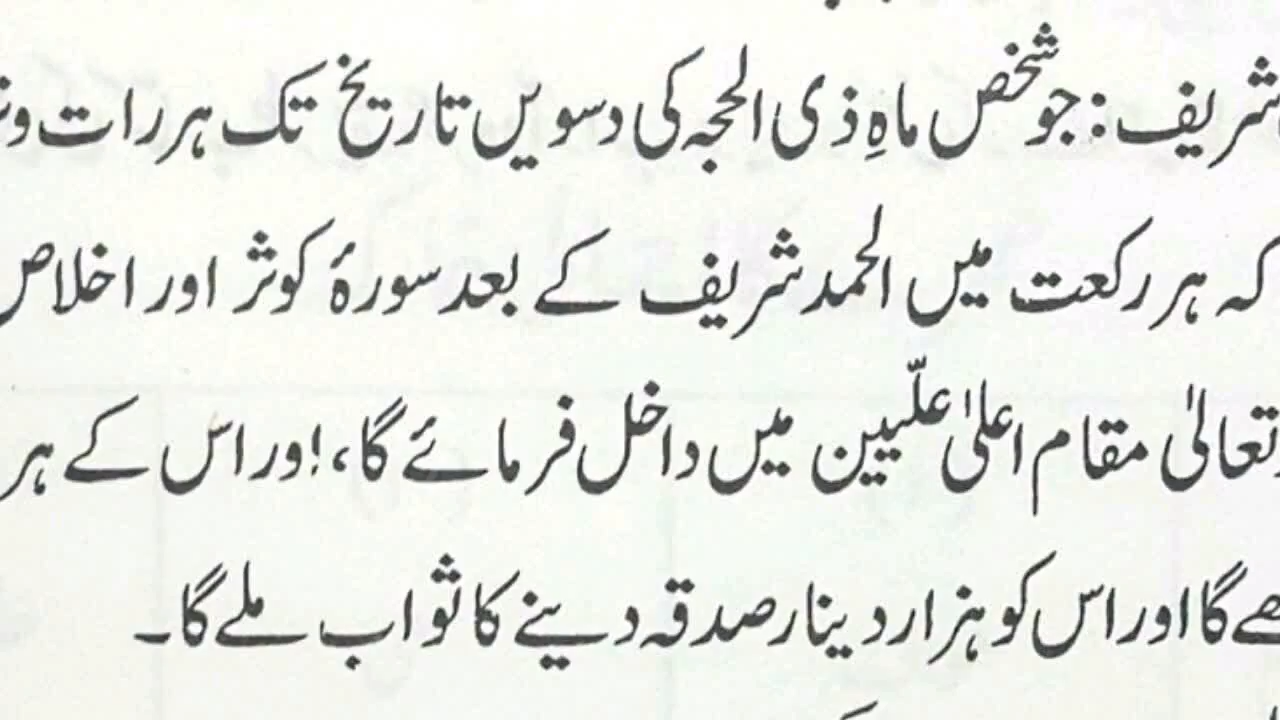 شریف: جو شخص ماہِ ذی الحجہ کی دسویں تاریخ تک ہر رات
کہ ہر رکعت میں الحمد شریف کے بعد سورۂ کوثر اور اخلاص
تعالیٰ مقام اعلیٰ علّیین میں داخل فرمائے گا، اور اس کے ہر
گا اور اس کو ہزار دینار صدقہ دینے کا ثواب ملے گا۔